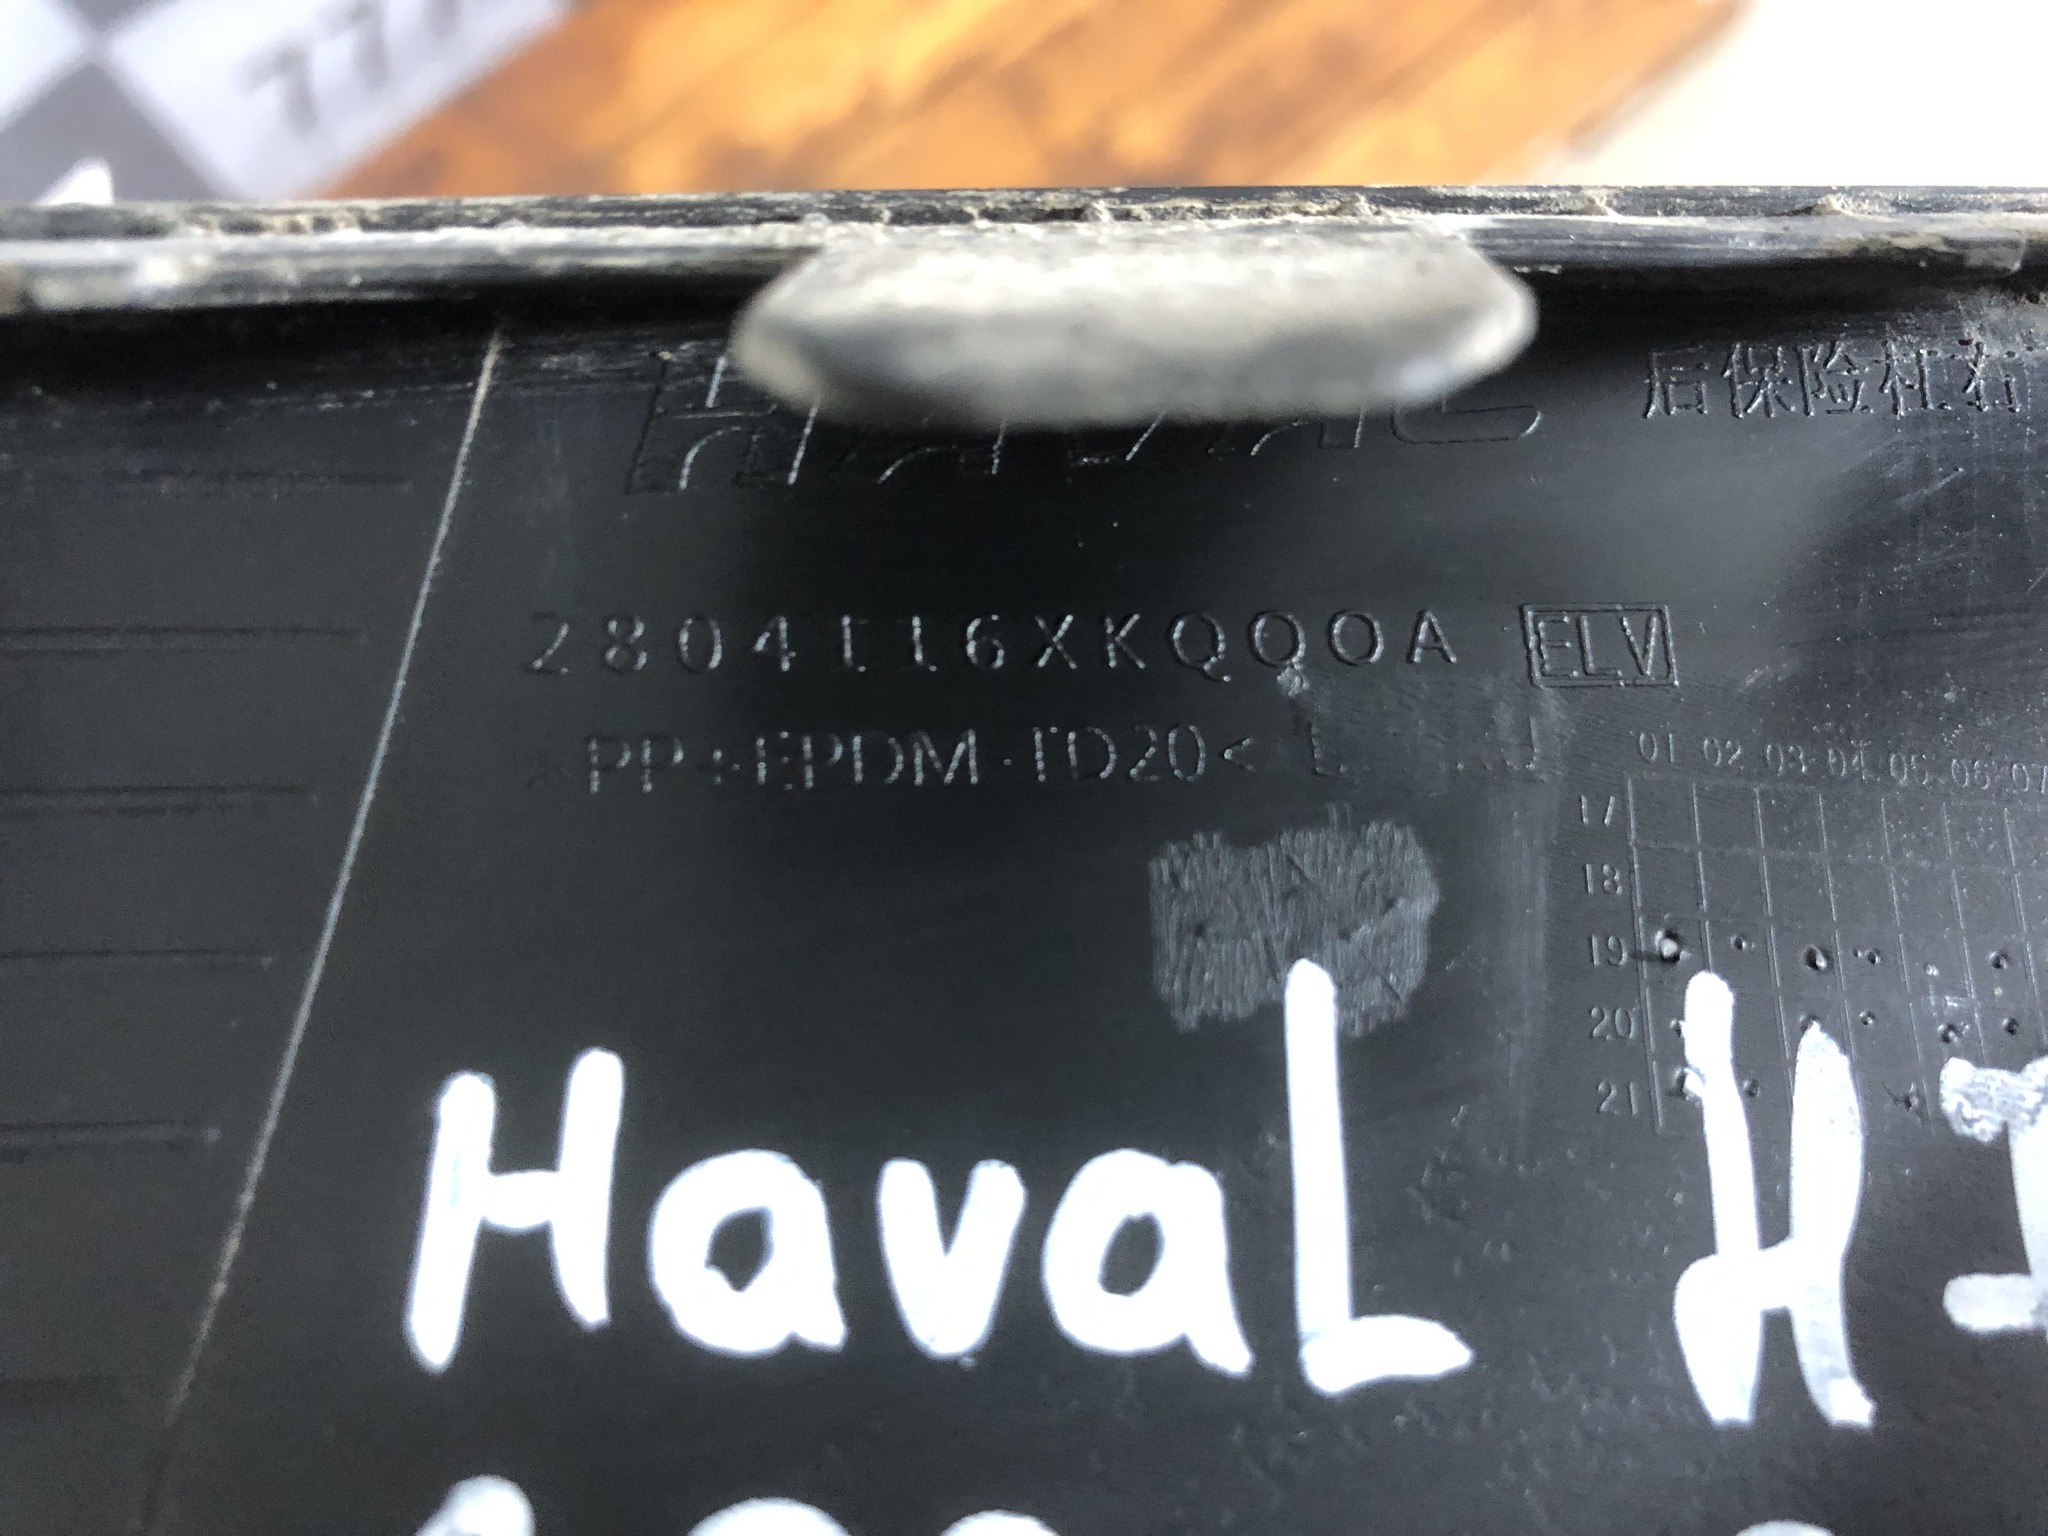 777
HAVAL
后保险杠右
2804116XKQ00A ELV
>PP+EPDM-TD20<
01 02 03 04 05 06 07
17
18
19
20
21
Haval H